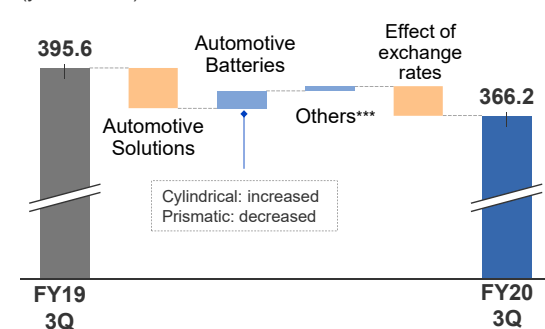 395.6
Automotive
Batteries
Effect of
exchange
rates
366.2
Automotive
Solutions
Others***
Cylindrical: increased
Prismatic: decreased
FY19
3Q
FY20
3Q